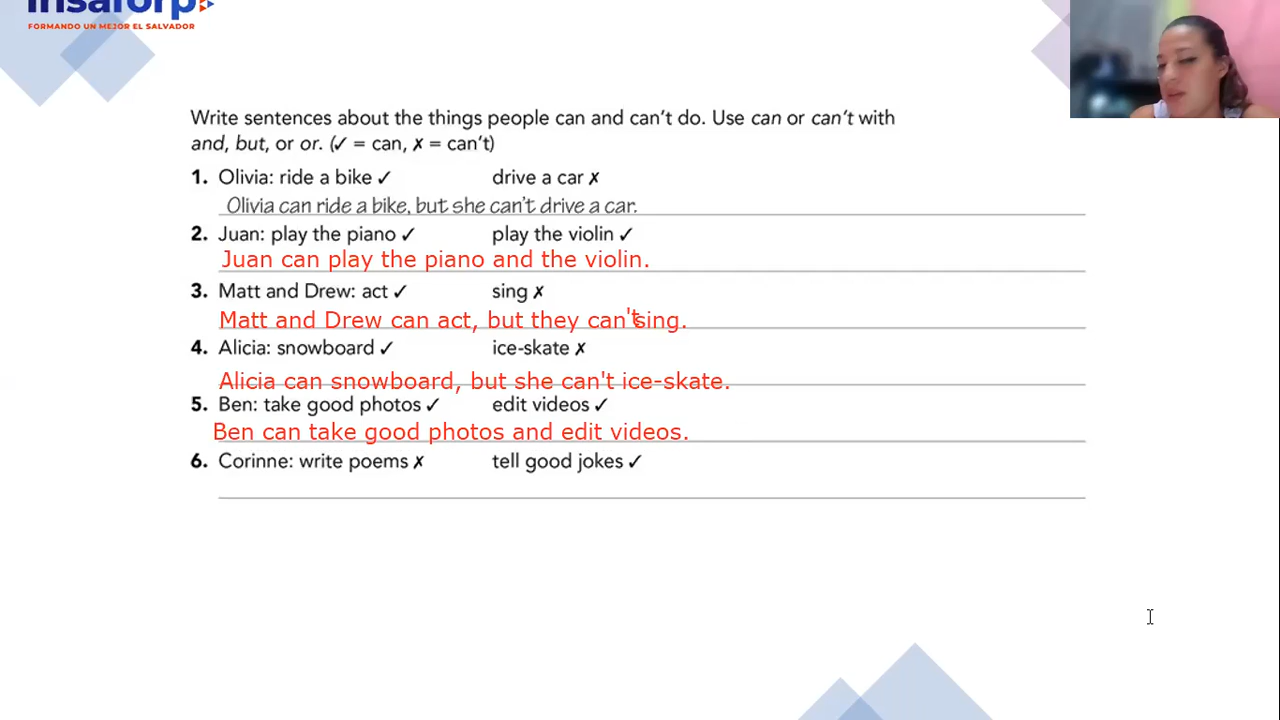 insaforp
FORMANDO UN MEJOR EL SALVADOR
Write sentences about the things people can and can't do. Use can or can't with
and, but, or or. (✓ = can, ✗ = can't)
1. Olivia: ride a bike ✓ drive a car ✗
Olivia can ride a bike, but she can't drive a car.
2. Juan: play the piano ✓ play the violin ✓
Juan can play the piano and the violin.
3. Matt and Drew: act ✓ sing ✗
Matt and Drew can act, but they can't sing.
4. Alicia: snowboard ✓ ice-skate ✗
Alicia can snowboard, but she can't ice-skate.
5. Ben: take good photos ✓ edit videos ✓
Ben can take good photos and edit videos.
6. Corinne: write poems ✗ tell good jokes ✓